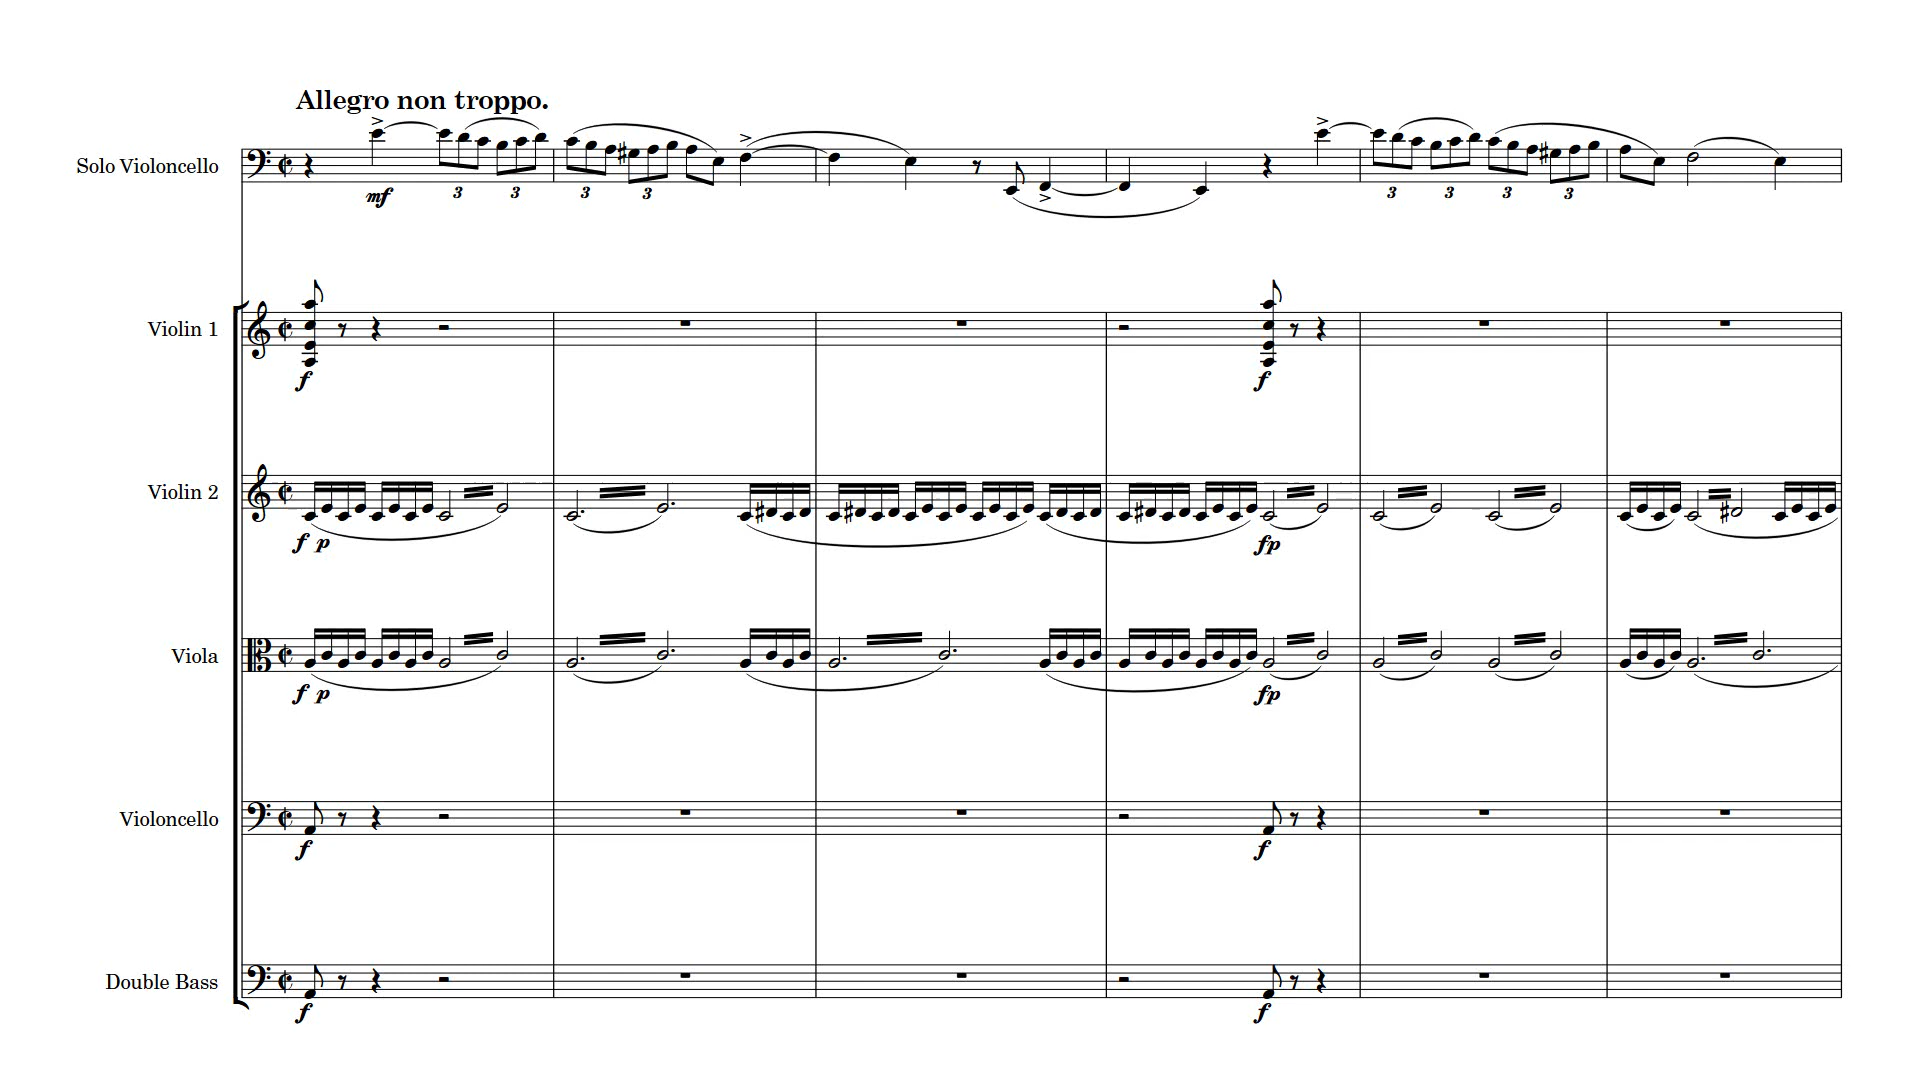 Allegro non troppo.
Solo Violoncello
mf 3 3 3 3 3 3 3 3
Violin 1
f f
Violin 2
f p fp
Viola
f p fp
Violoncello
f f
Double Bass
f f